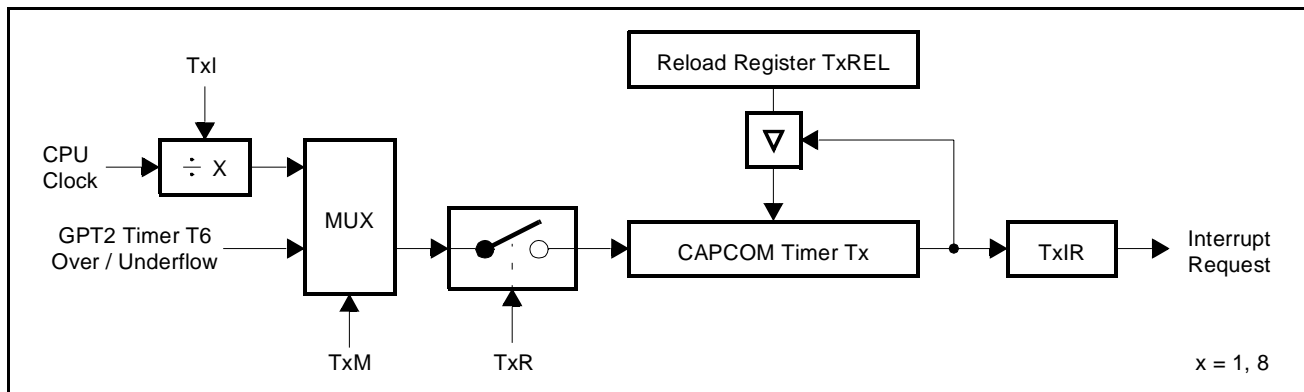 Reload Register TxREL
TxI
CPU
Clock
÷ X
MUX
GPT2 Timer T6
Over / Underflow
CAPCOM Timer Tx
TxIR
Interrupt
Request
TxM
TxR
x = 1, 8